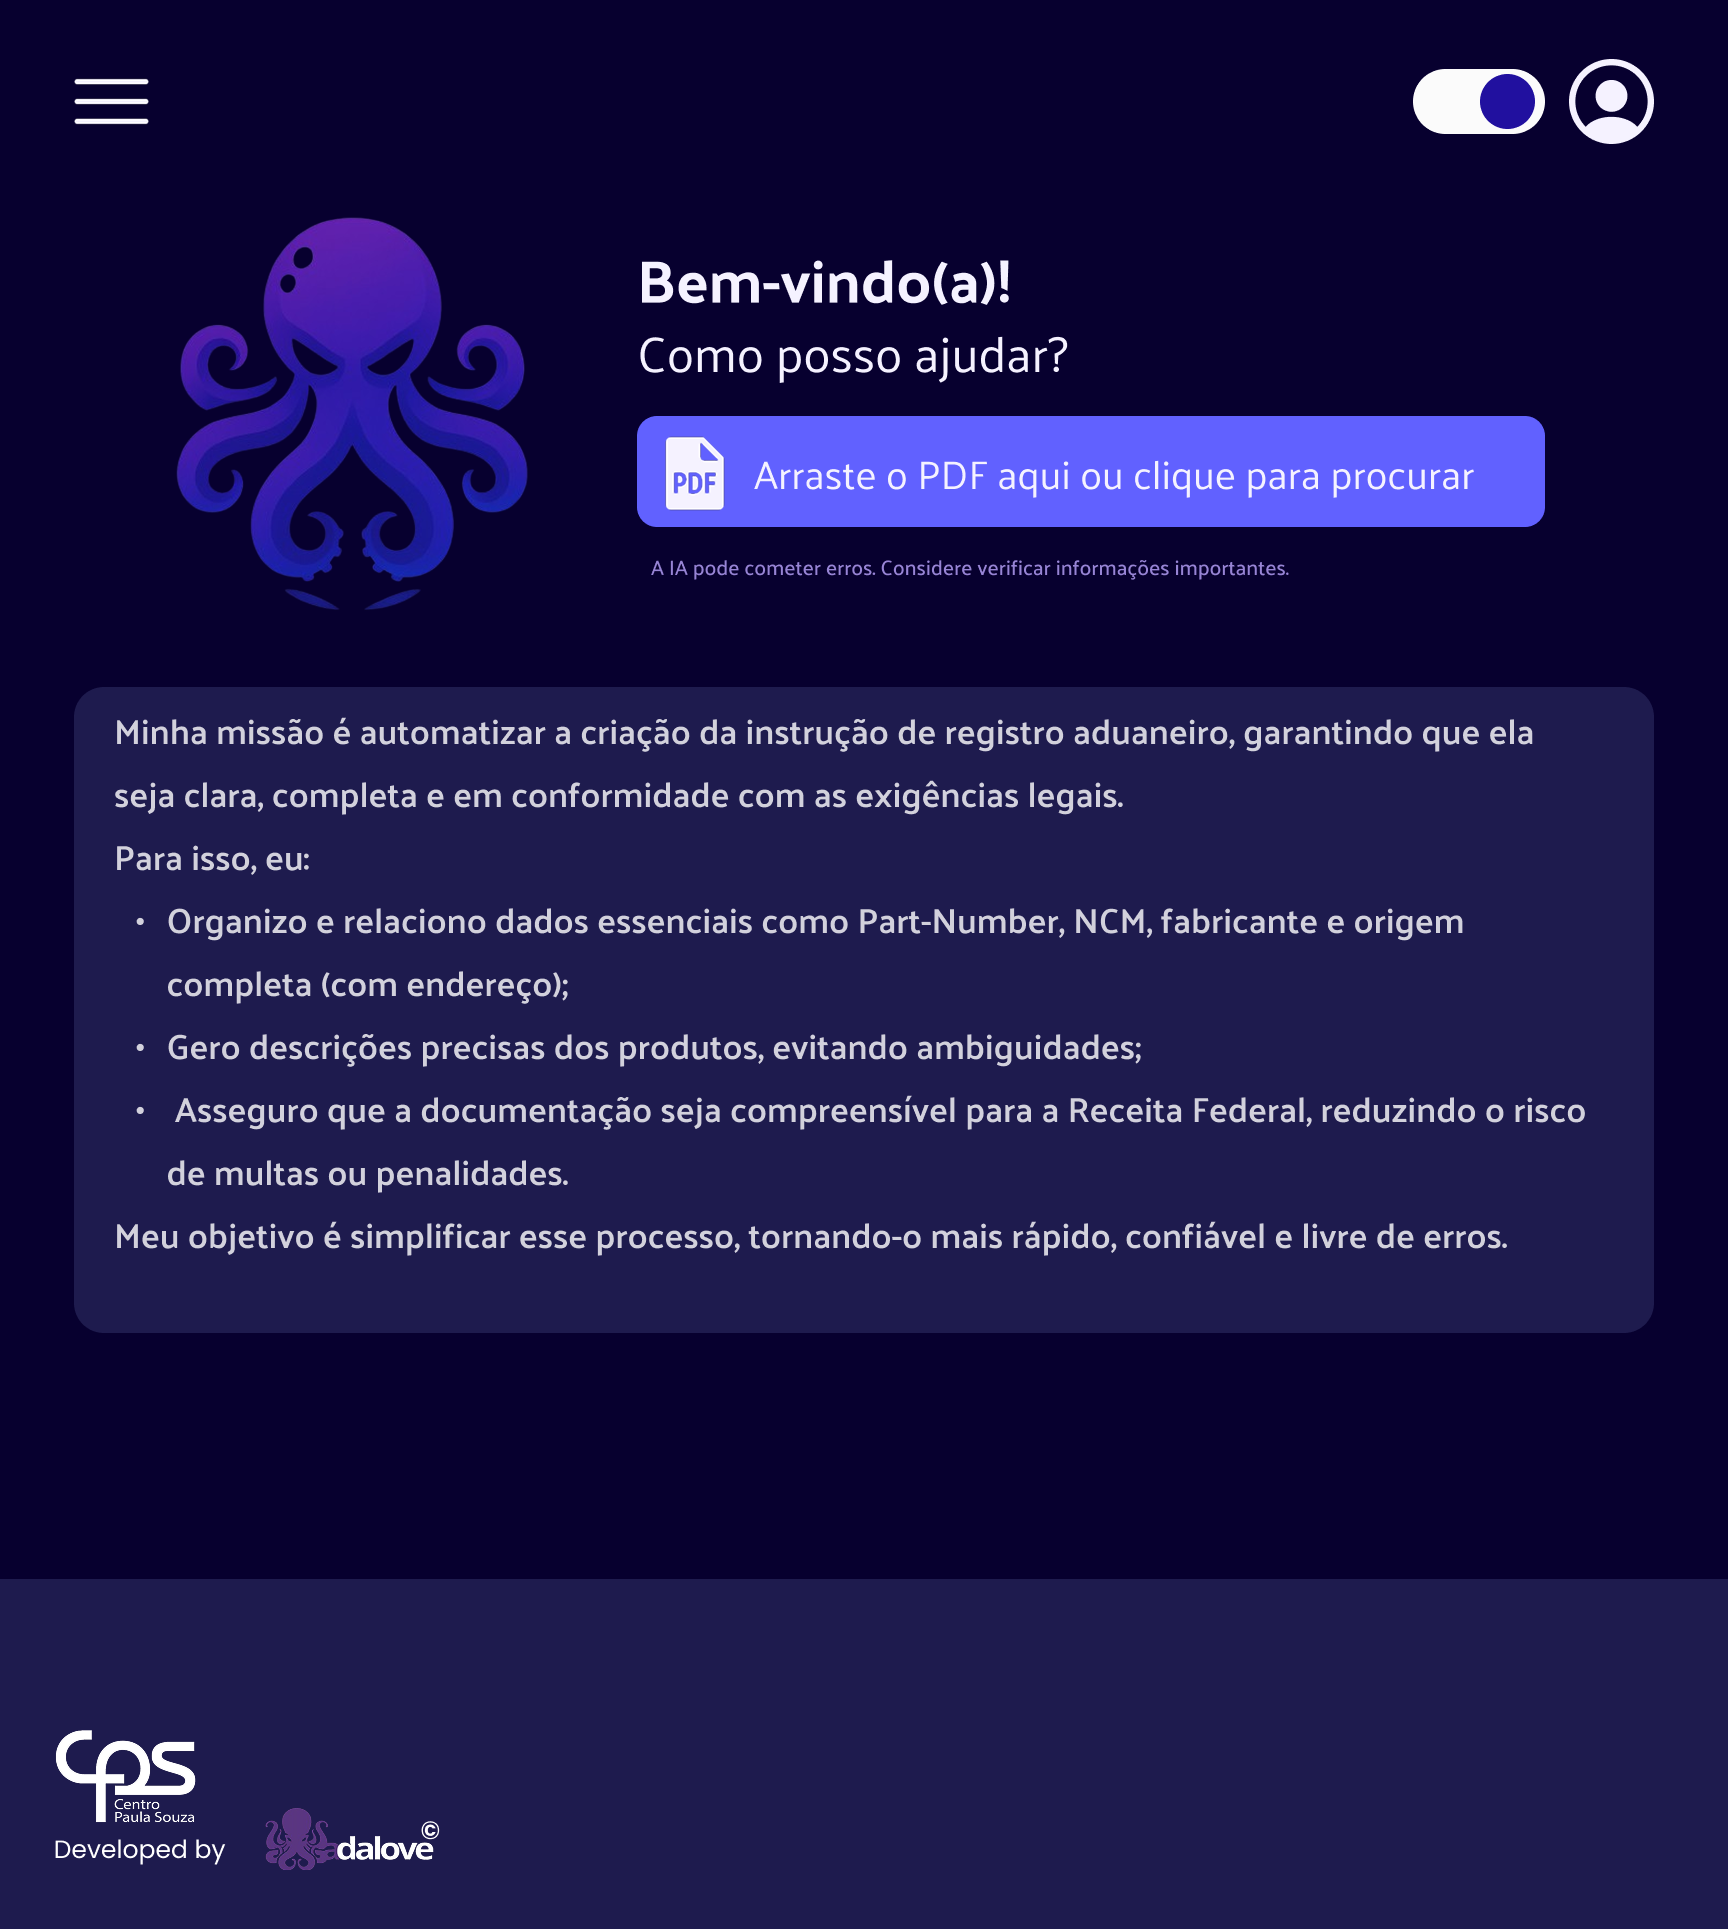 Bem-vindo(a)!
Como posso ajudar?
PDF
Arraste o PDF aqui ou clique para procurar
A IA pode cometer erros. Considere verificar informações importantes.
Minha missão é automatizar a criação da instrução de registro aduaneiro, garantindo que ela
seja clara, completa e em conformidade com as exigências legais.
Para isso, eu:
• Organizo e relaciono dados essenciais como Part-Number, NCM, fabricante e origem
completa (com endereço);
• Gero descrições precisas dos produtos, evitando ambiguidades;
• Asseguro que a documentação seja compreensível para a Receita Federal, reduzindo o risco
de multas ou penalidades.
Meu objetivo é simplificar esse processo, tornando-o mais rápido, confiável e livre de erros.
cps
Centro
Paula Souza
Developed by
adalove©